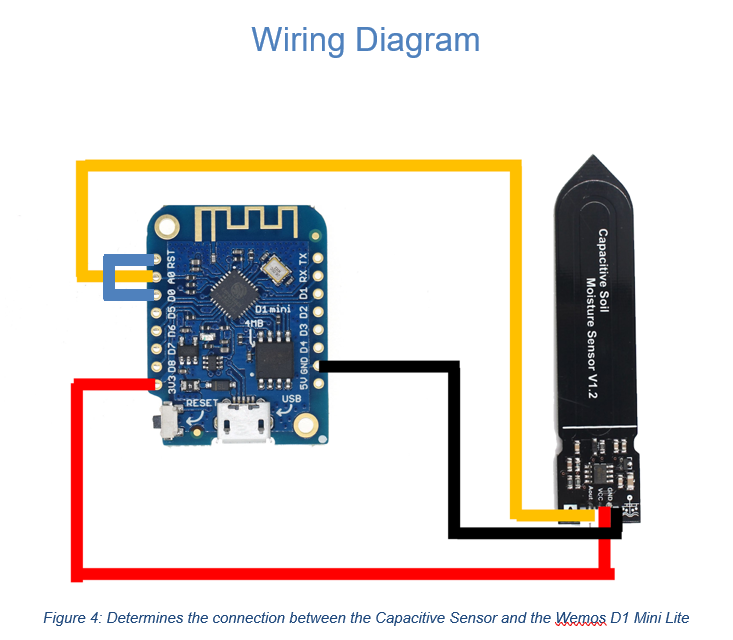 Wiring Diagram
RST
A0
D0
D5
D6
D7
D8
3V3
TX
RX
D1
D2
D3
D4
GND
5V
D1mini
4MB
RESET
USB
Capacitive Soil
Moisture Sensor V1.2
GND
VCC
Aout
Figure 4: Determines the connection between the Capacitive Sensor and the Wemos D1 Mini Lite